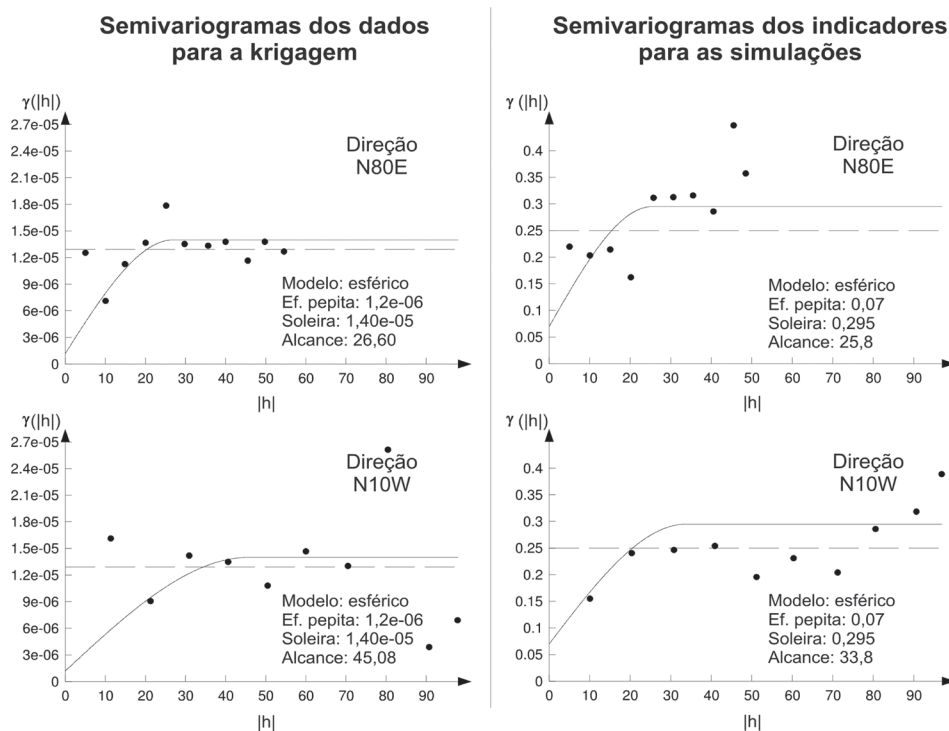 Semivariogramas dos dados
para a krigagem
γ(|h|)
2.7e-05
2.4e-05
2.1e-05
1.8e-05
1.5e-05
1.2e-05
9e-06
6e-06
3e-06
0
Direção
N80E
Modelo: esférico
Ef. pepita: 1,2e-06
Soleira: 1,40e-05
Alcance: 26,60
0 10 20 30 40 50 60 70 80 90
|h|
γ(|h|)
2.7e-05
2.4e-05
2.1e-05
1.8e-05
1.5e-05
1.2e-05
9e-06
6e-06
3e-06
0
Direção
N10W
Modelo: esférico
Ef. pepita: 1,2e-06
Soleira: 1,40e-05
Alcance: 45,08
0 10 20 30 40 50 60 70 80 90
|h|
Semivariogramas dos indicadores
para as simulações
γ (|h|)
0.4
0.35
0.3
0.25
0.2
0.15
0.1
0.05
0
Direção
N80E
Modelo: esférico
Ef. pepita: 0,07
Soleira: 0,295
Alcance: 25,8
0 10 20 30 40 50 60 70 80 90
|h|
γ (|h|)
0.4
0.35
0.3
0.25
0.2
0.15
0.1
0.05
0
Direção
N10W
Modelo: esférico
Ef. pepita: 0,07
Soleira: 0,295
Alcance: 33,8
0 10 20 30 40 50 60 70 80 90
|h|